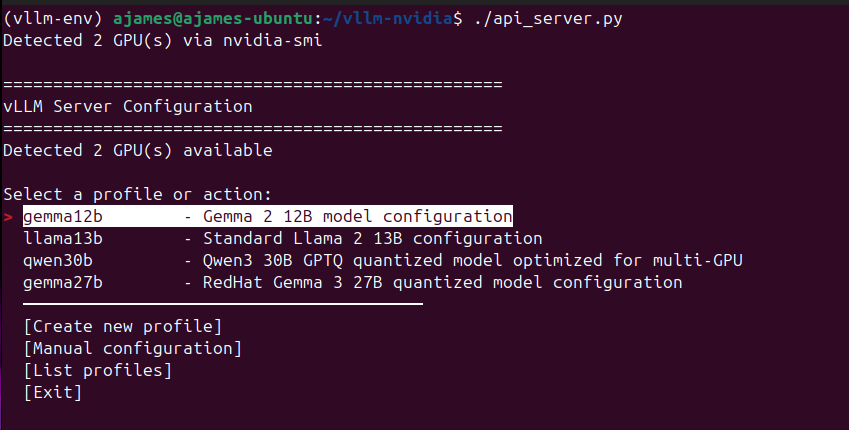 (vllm-env) ajames@ajames-ubuntu:~/vllm-nvidia$ ./api_server.py
Detected 2 GPU(s) via nvidia-smi
==================================================
vLLM Server Configuration
==================================================
Detected 2 GPU(s) available
Select a profile or action:
> gemma12b        - Gemma 2 12B model configuration
llama13b        - Standard Llama 2 13B configuration
qwen30b         - Qwen3 30B GPTQ quantized model optimized for multi-GPU
gemma27b        - RedHat Gemma 3 27B quantized model configuration
────────────────────────────────────────
[Create new profile]
[Manual configuration]
[List profiles]
[Exit]